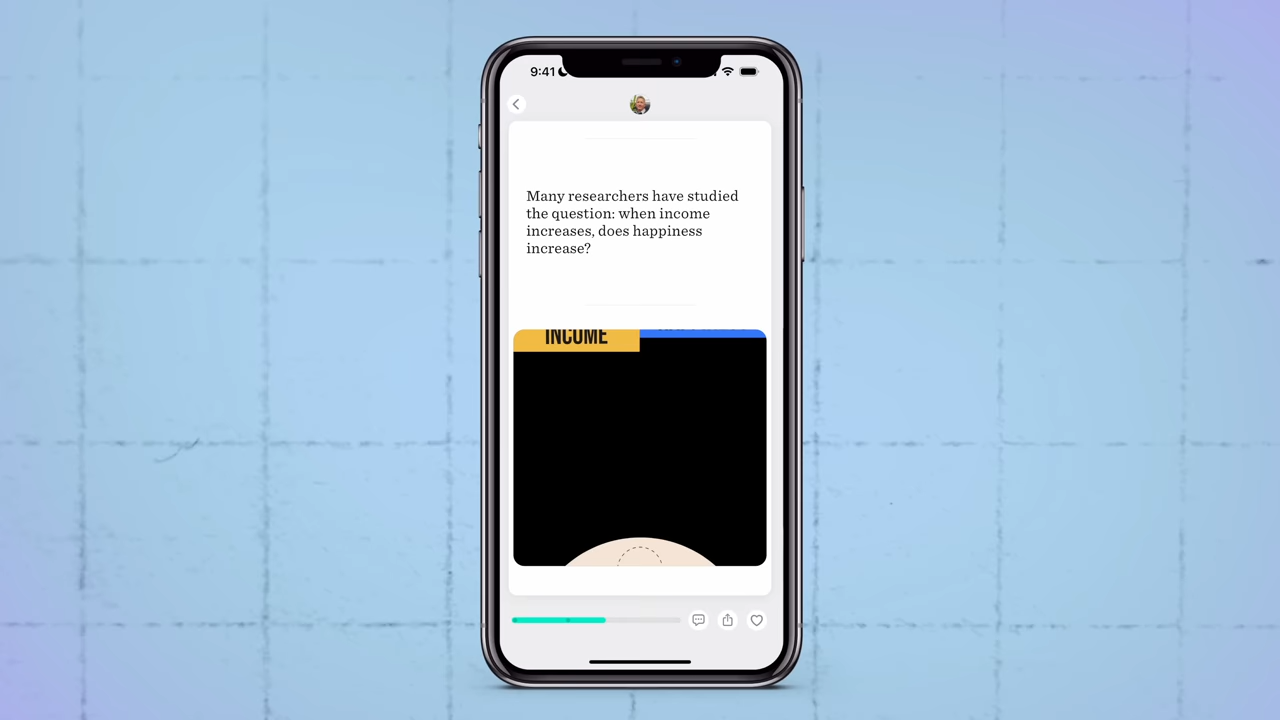 9:41
Many researchers have studied
the question: when income
increases, does happiness
increase?
INCOME